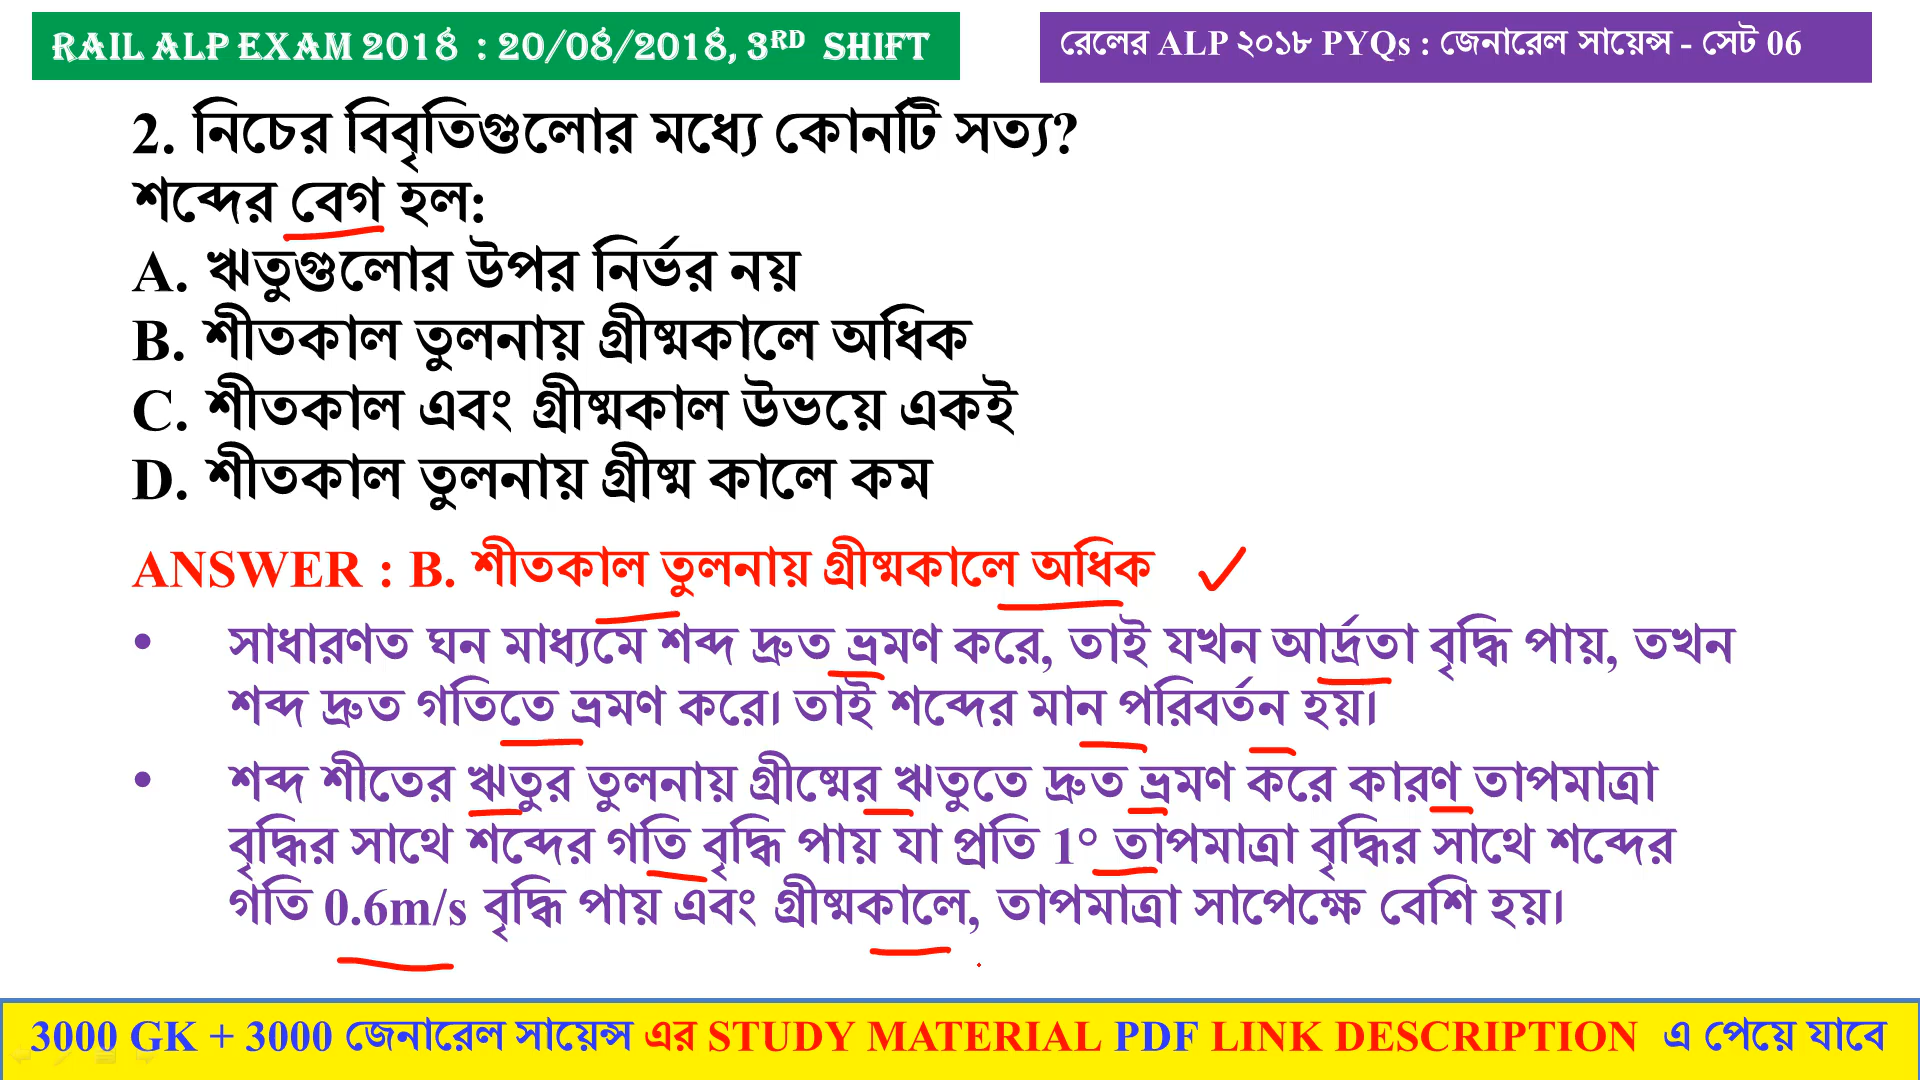 RAIL ALP EXAM 2018 : 20/08/2018, 3RD SHIFT
রেলের ALP ২০১৮ PYQs : জেনারেল সায়েন্স - সেট 06
2. নিচের বিবৃতিগুলোর মধ্যে কোনটি সত্য?
শব্দের বেগ হল:
A. ঋতুগুলোর উপর নির্ভর নয়
B. শীতকাল তুলনায় গ্রীষ্মকালে অধিক
C. শীতকাল এবং গ্রীষ্মকাল উভয়ে একই
D. শীতকাল তুলনায় গ্রীষ্ম কালে কম
ANSWER : B. শীতকাল তুলনায় গ্রীষ্মকালে অধিক
• সাধারণত ঘন মাধ্যমে শব্দ দ্রুত ভ্রমণ করে, তাই যখন আর্দ্রতা বৃদ্ধি পায়, তখন
শব্দ দ্রুত গতিতে ভ্রমণ করে। তাই শব্দের মান পরিবর্তন হয়।
• শব্দ শীতের ঋতুর তুলনায় গ্রীষ্মের ঋতুতে দ্রুত ভ্রমণ করে কারণ তাপমাত্রা
বৃদ্ধির সাথে শব্দের গতি বৃদ্ধি পায় যা প্রতি 1° তাপমাত্রা বৃদ্ধির সাথে শব্দের
গতি 0.6m/s বৃদ্ধি পায় এবং গ্রীষ্মকালে, তাপমাত্রা সাপেক্ষে বেশি হয়।
3000 GK + 3000 জেনারেল সায়েন্স এর STUDY MATERIAL PDF LINK DESCRIPTION এ পেয়ে যাবে